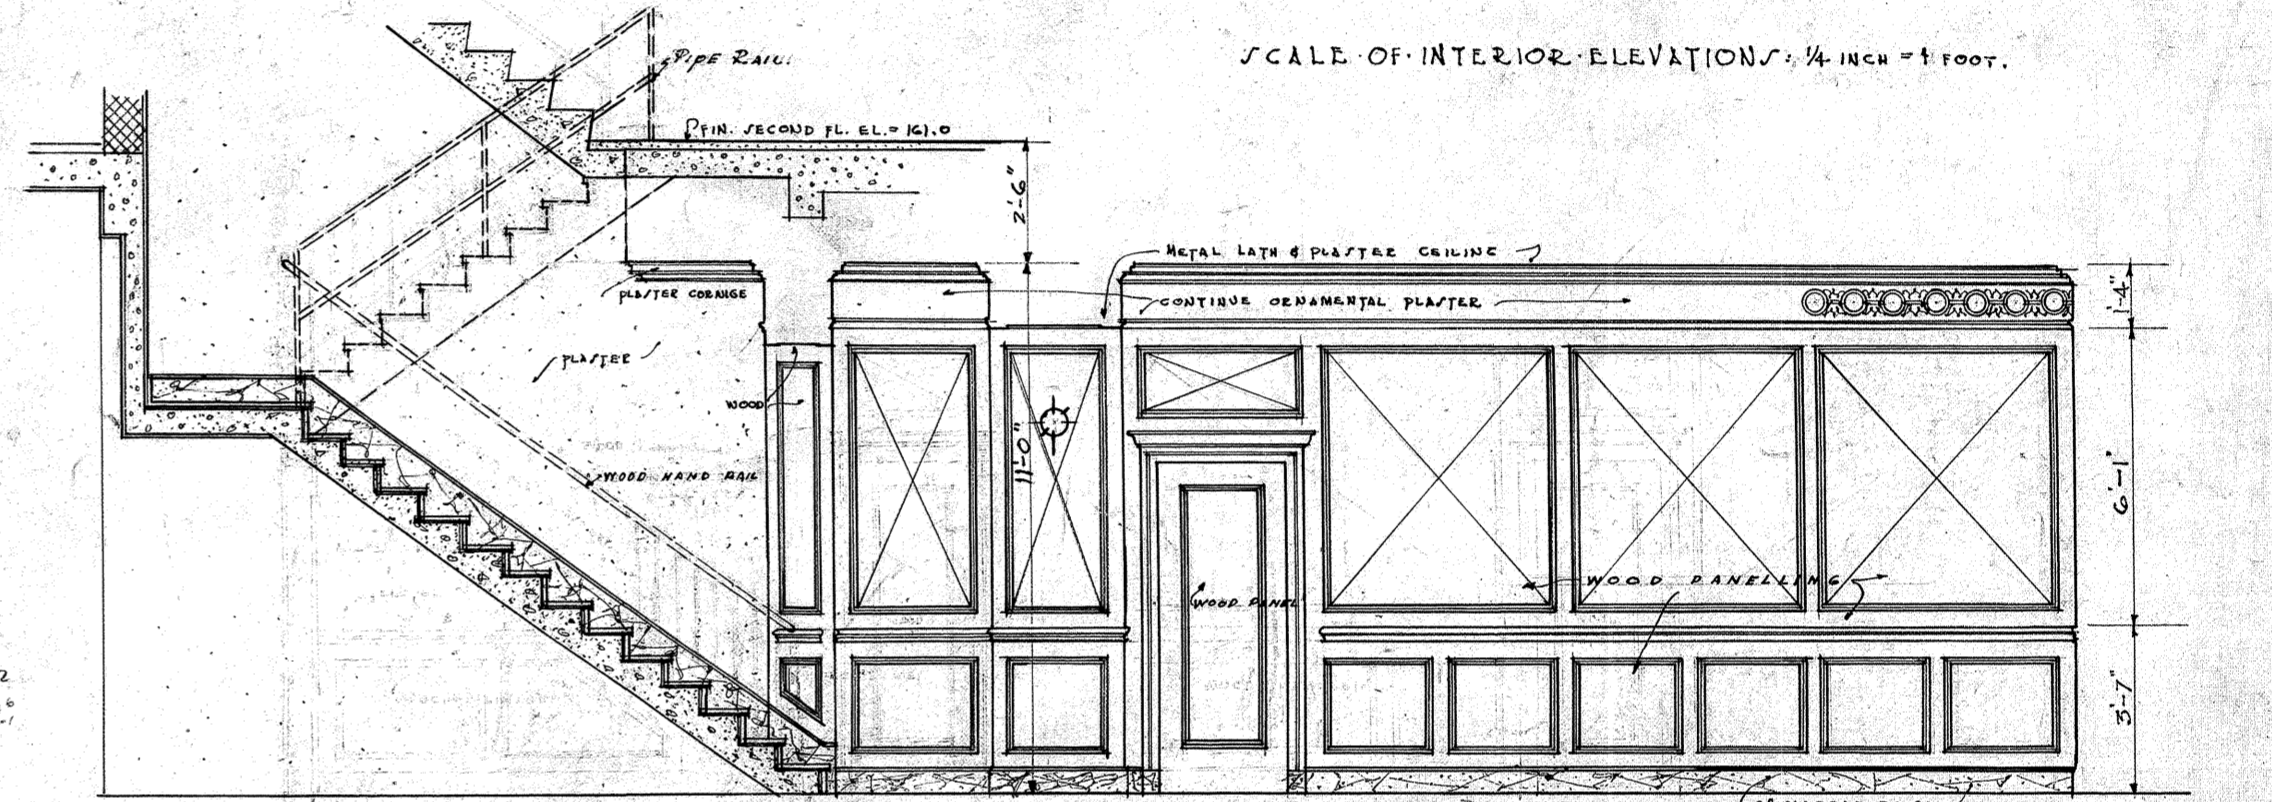 SCALE·OF·INTERIOR·ELEVATIONS: 1/4 INCH = 1 FOOT.
PIPE RAIL.
FIN. SECOND FL. EL. = 161.0
2'-6"
METAL LATH & PLASTER CEILING
PLASTER CORNICE
CONTINUE ORNAMENTAL PLASTER
1'-4"
PLASTER
WOOD
11'-0"
WOOD HAND RAIL
6'-1"
WOOD PANELLING
WOOD PANEL
3'-7"